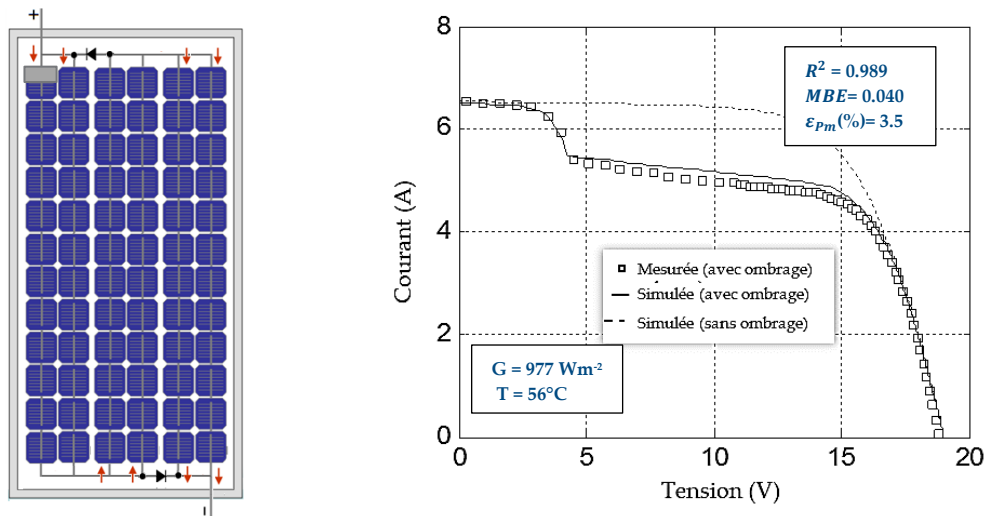 +
−
8
6
4
2
0
Courant (A)
R² = 0.989
MBE= 0.040
εPm(%)= 3.5
Mesurée (avec ombrage)
Simulée (avec ombrage)
Simulée (sans ombrage)
G = 977 Wm-2
T = 56°C
0
5
10
15
20
Tension (V)